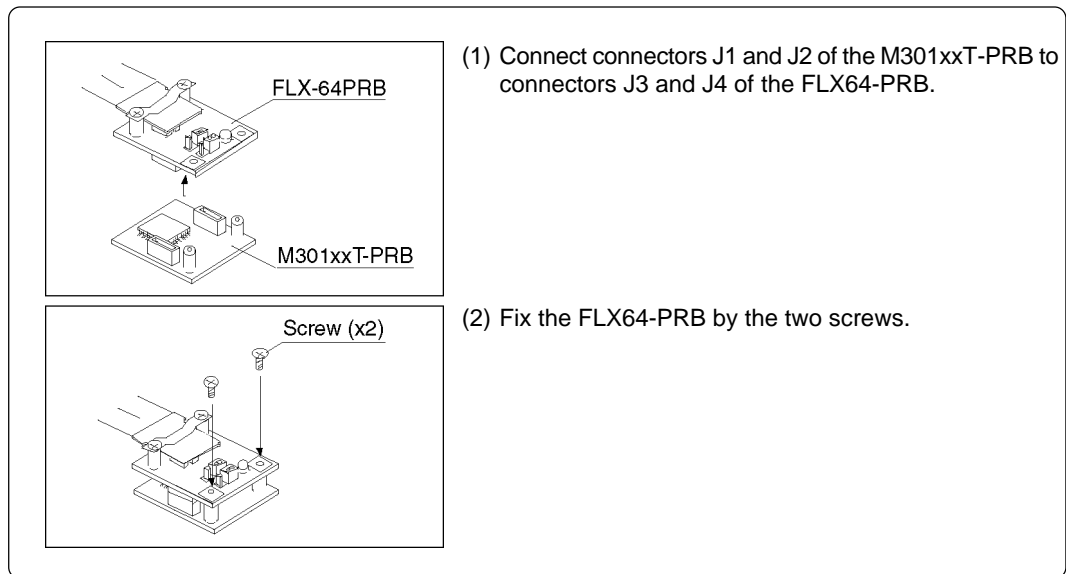 FLX-64PRB
M301xxT-PRB
(1) Connect connectors J1 and J2 of the M301xxT-PRB to
connectors J3 and J4 of the FLX64-PRB.
Screw (x2)
(2) Fix the FLX64-PRB by the two screws.